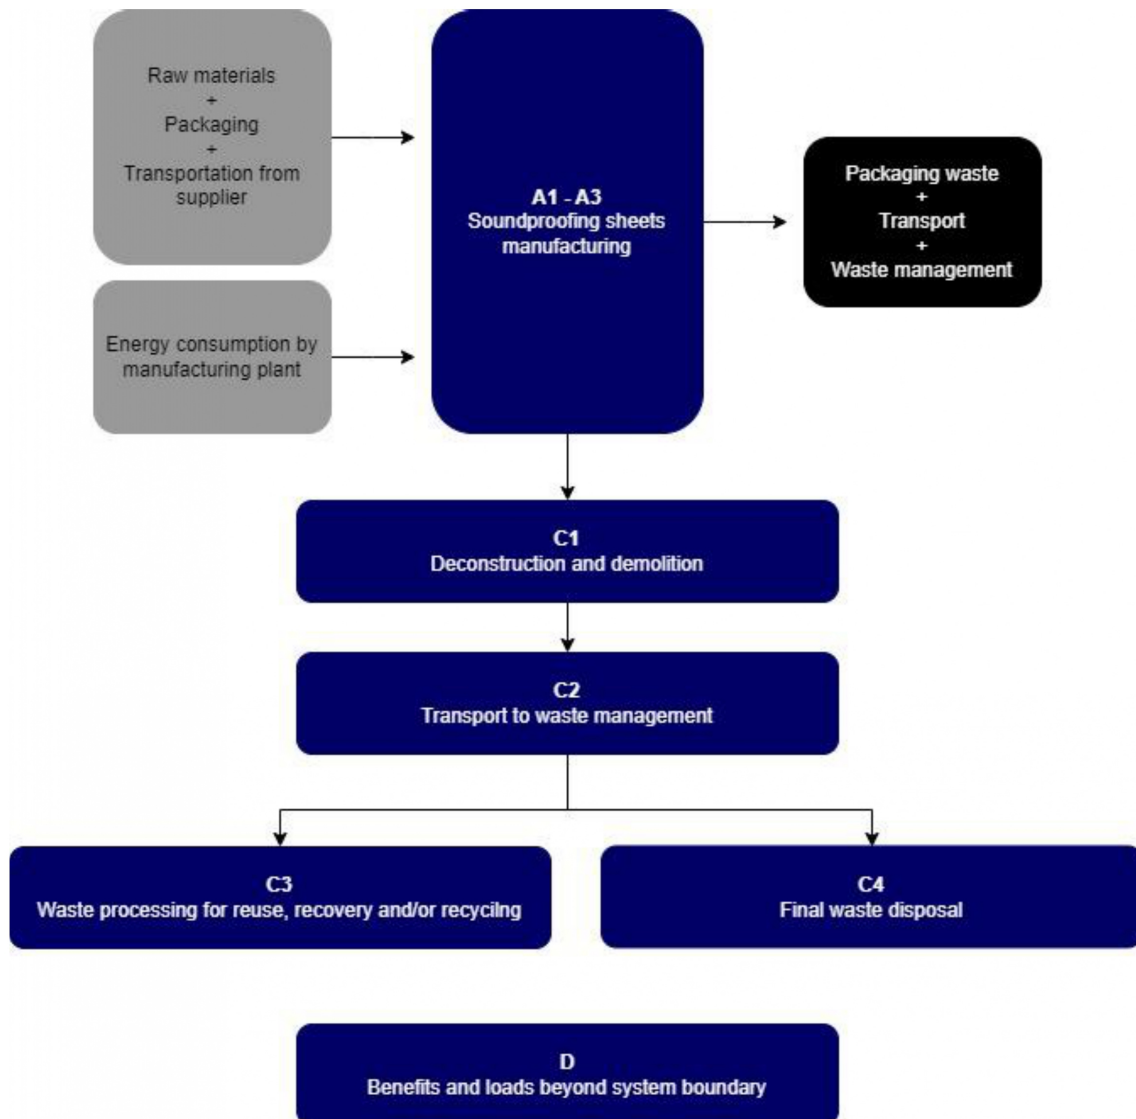 Raw materials
+
Packaging
+
Transportation from
supplier
Energy consumption by
manufacturing plant
A1 - A3
Soundproofing sheets
manufacturing
Packaging waste
+
Transport
+
Waste management
C1
Deconstruction and demolition
C2
Transport to waste management
C3
Waste processing for reuse, recovery and/or recycilng
C4
Final waste disposal
D
Benefits and loads beyond system boundary